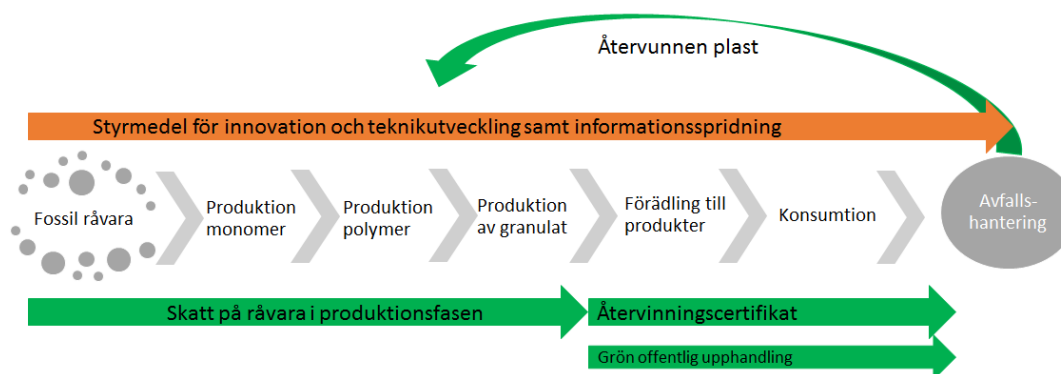 Återvunnen plast
Styrmedel för innovation och teknikutveckling samt informationsspridning
Fossil råvara
Produktion
monomer
Produktion
polymer
Produktion
av granulat
Förädling till
produkter
Konsumtion
Avfalls-
hantering
Skatt på råvara i produktionsfasen
Återvinningscertifikat
Grön offentlig upphandling